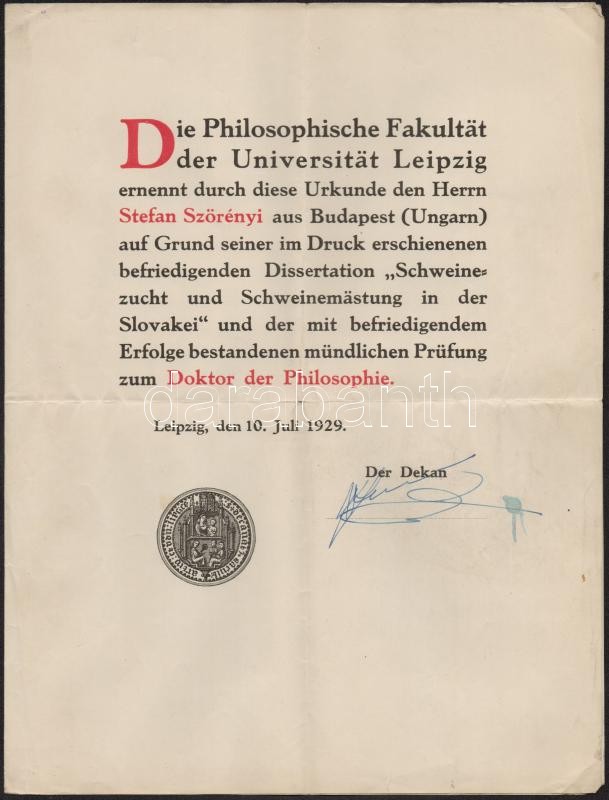 Die Philosophische Fakultät
der Universität Leipzig
ernennt durch diese Urkunde den Herrn
Stefan Szörényi aus Budapest (Ungarn)
auf Grund seiner im Druck erschienenen
befriedigenden Dissertation „Schweine=
zucht und Schweinemästung in der
Slovakei“ und der mit befriedigendem
Erfolge bestandenen mündlichen Prüfung
zum Doktor der Philosophie.
darabanth
Leipzig, den 10. Juli 1929.
Der Dekan